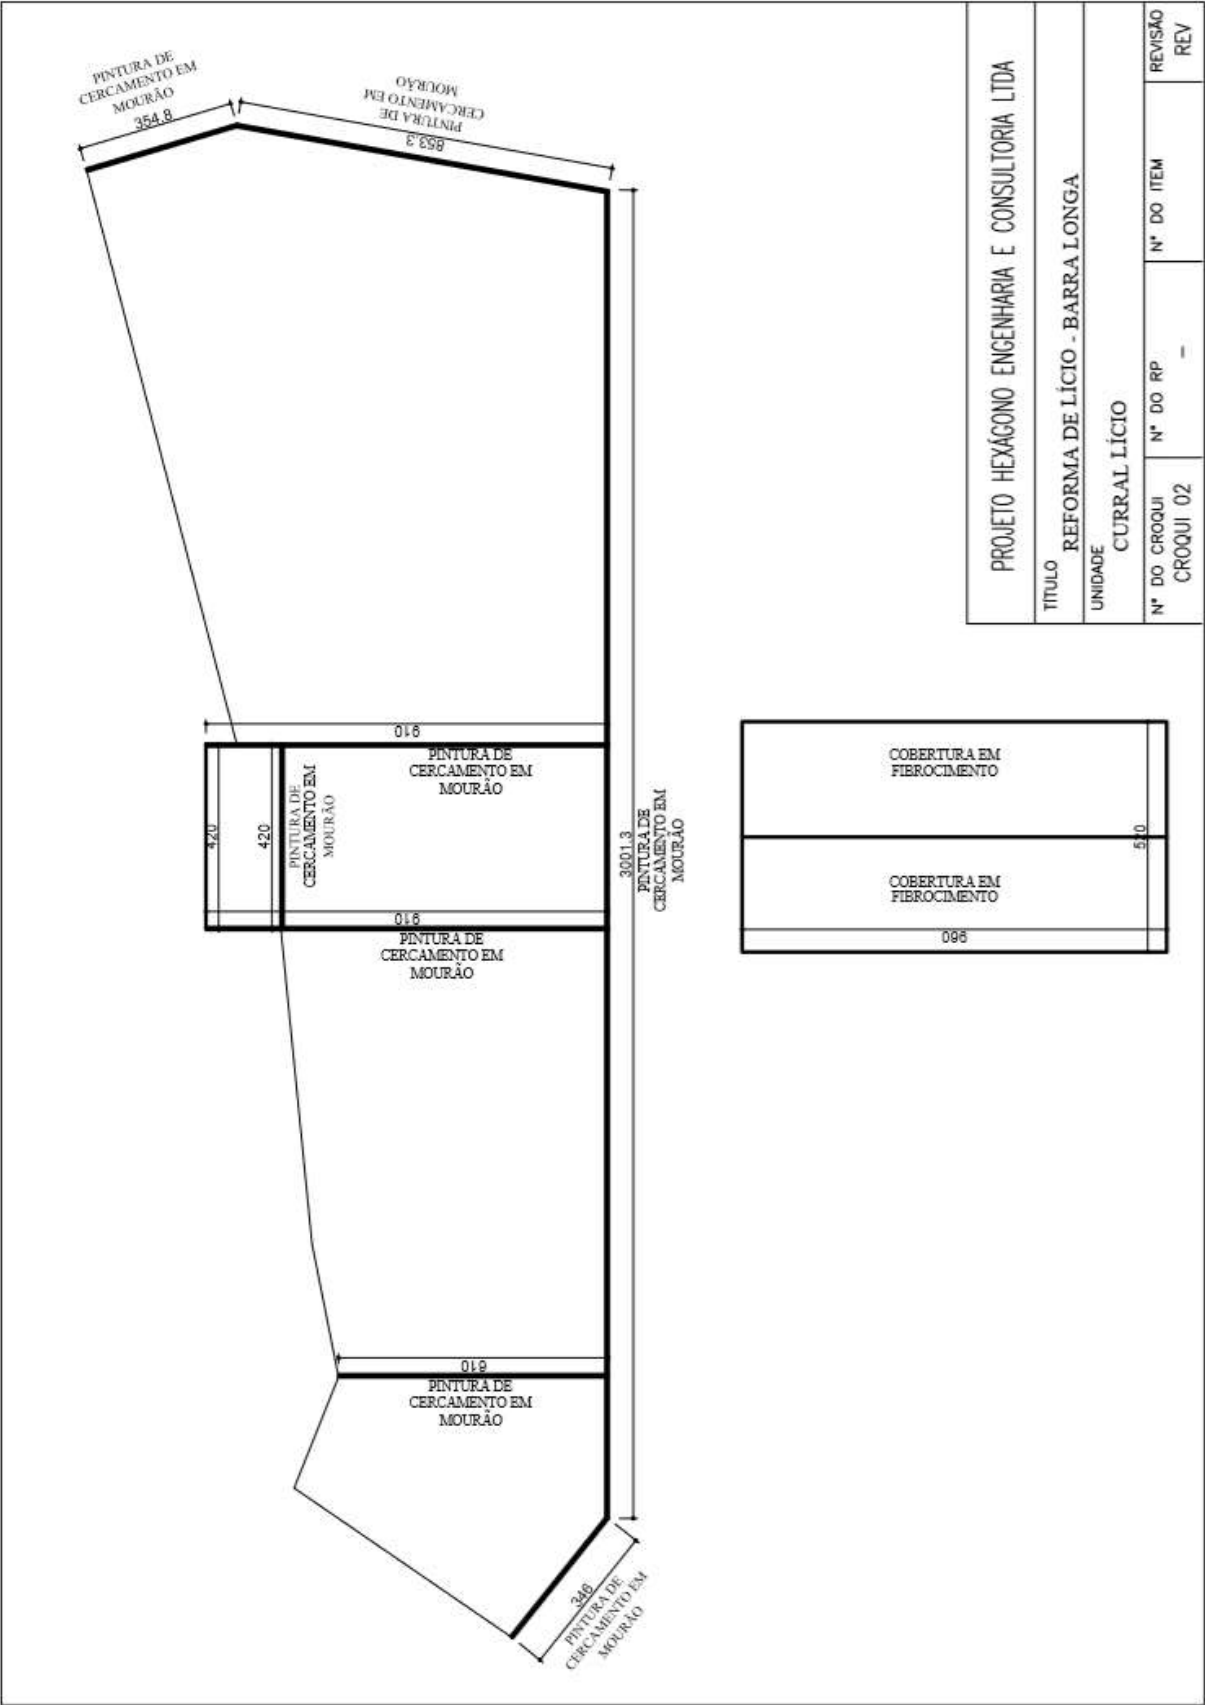 PINTURA DE
CERCAMENTO EM
MOURÃO
354.8
PINTURA DE
CERCAMENTO EM
MOURÃO
853.3
910
PINTURA DE
CERCAMENTO EM
MOURÃO
420
420
PINTURA DE
CERCAMENTO EM
MOURÃO
910
PINTURA DE
CERCAMENTO EM
MOURÃO
3001.3
PINTURA DE
CERCAMENTO EM
MOURÃO
610
PINTURA DE
CERCAMENTO EM
MOURÃO
346
PINTURA DE
CERCAMENTO EM
MOURÃO
COBERTURA EM
FIBROCIMENTO
520
COBERTURA EM
FIBROCIMENTO
960
PROJETO HEXÁGONO ENGENHARIA E CONSULTORIA LTDA
TÍTULO
REFORMA DE LÍCIO - BARRA LONGA
UNIDADE
CURRAL LÍCIO
N° DO CROQUI
CROQUI 02
N° DO RP
–
N° DO ITEM
REVISÃO
REV